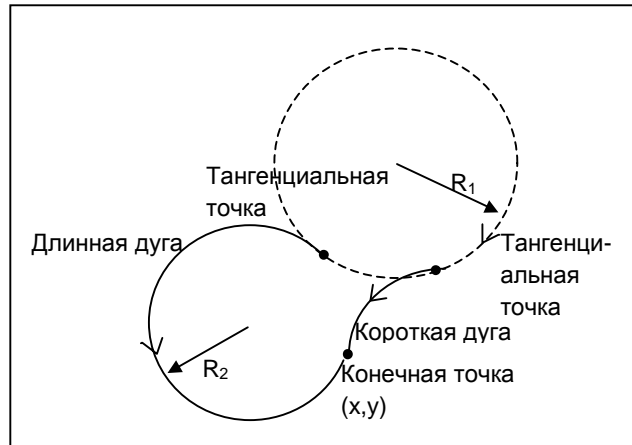 Тангенциальная
точка
R₁
Длинная дуга
Тангенци-
альная
точка
Короткая дуга
R₂
Конечная точка
(x,y)